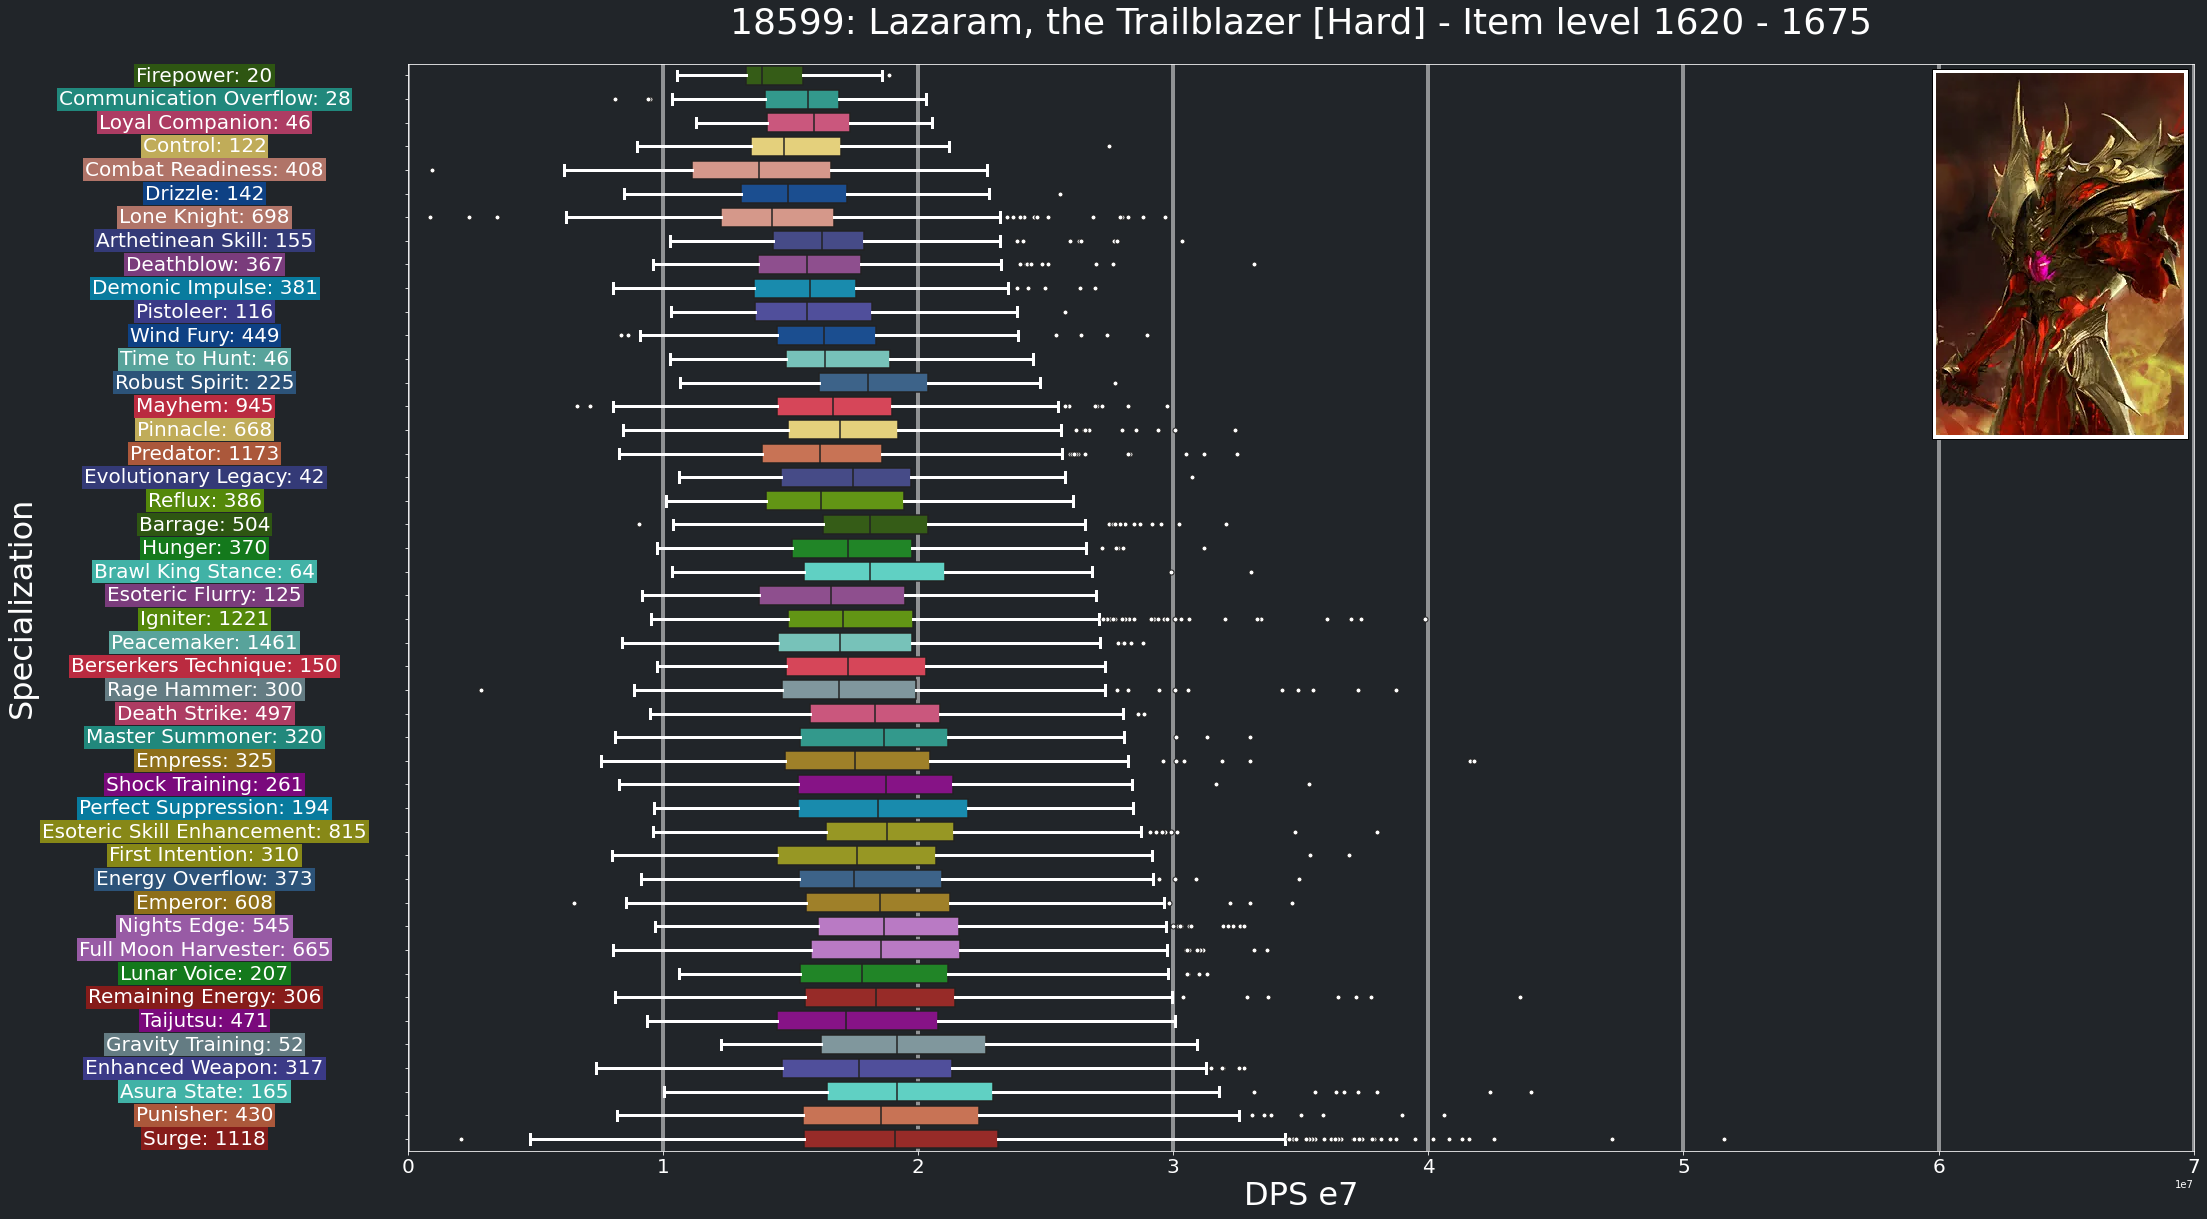 18599: Lazaram, the Trailblazer [Hard] - Item level 1620 - 1675
Specialization
Firepower: 20
Communication Overflow: 28
Loyal Companion: 46
Control: 122
Combat Readiness: 408
Drizzle: 142
Lone Knight: 698
Arthetinean Skill: 155
Deathblow: 367
Demonic Impulse: 381
Pistoleer: 116
Wind Fury: 449
Time to Hunt: 46
Robust Spirit: 225
Mayhem: 945
Pinnacle: 668
Predator: 1173
Evolutionary Legacy: 42
Reflux: 386
Barrage: 504
Hunger: 370
Brawl King Stance: 64
Esoteric Flurry: 125
Igniter: 1221
Peacemaker: 1461
Berserkers Technique: 150
Rage Hammer: 300
Death Strike: 497
Master Summoner: 320
Empress: 325
Shock Training: 261
Perfect Suppression: 194
Esoteric Skill Enhancement: 815
First Intention: 310
Energy Overflow: 373
Emperor: 608
Nights Edge: 545
Full Moon Harvester: 665
Lunar Voice: 207
Remaining Energy: 306
Taijutsu: 471
Gravity Training: 52
Enhanced Weapon: 317
Asura State: 165
Punisher: 430
Surge: 1118
0 1 2 3 4 5 6 7
1e7
DPS e7